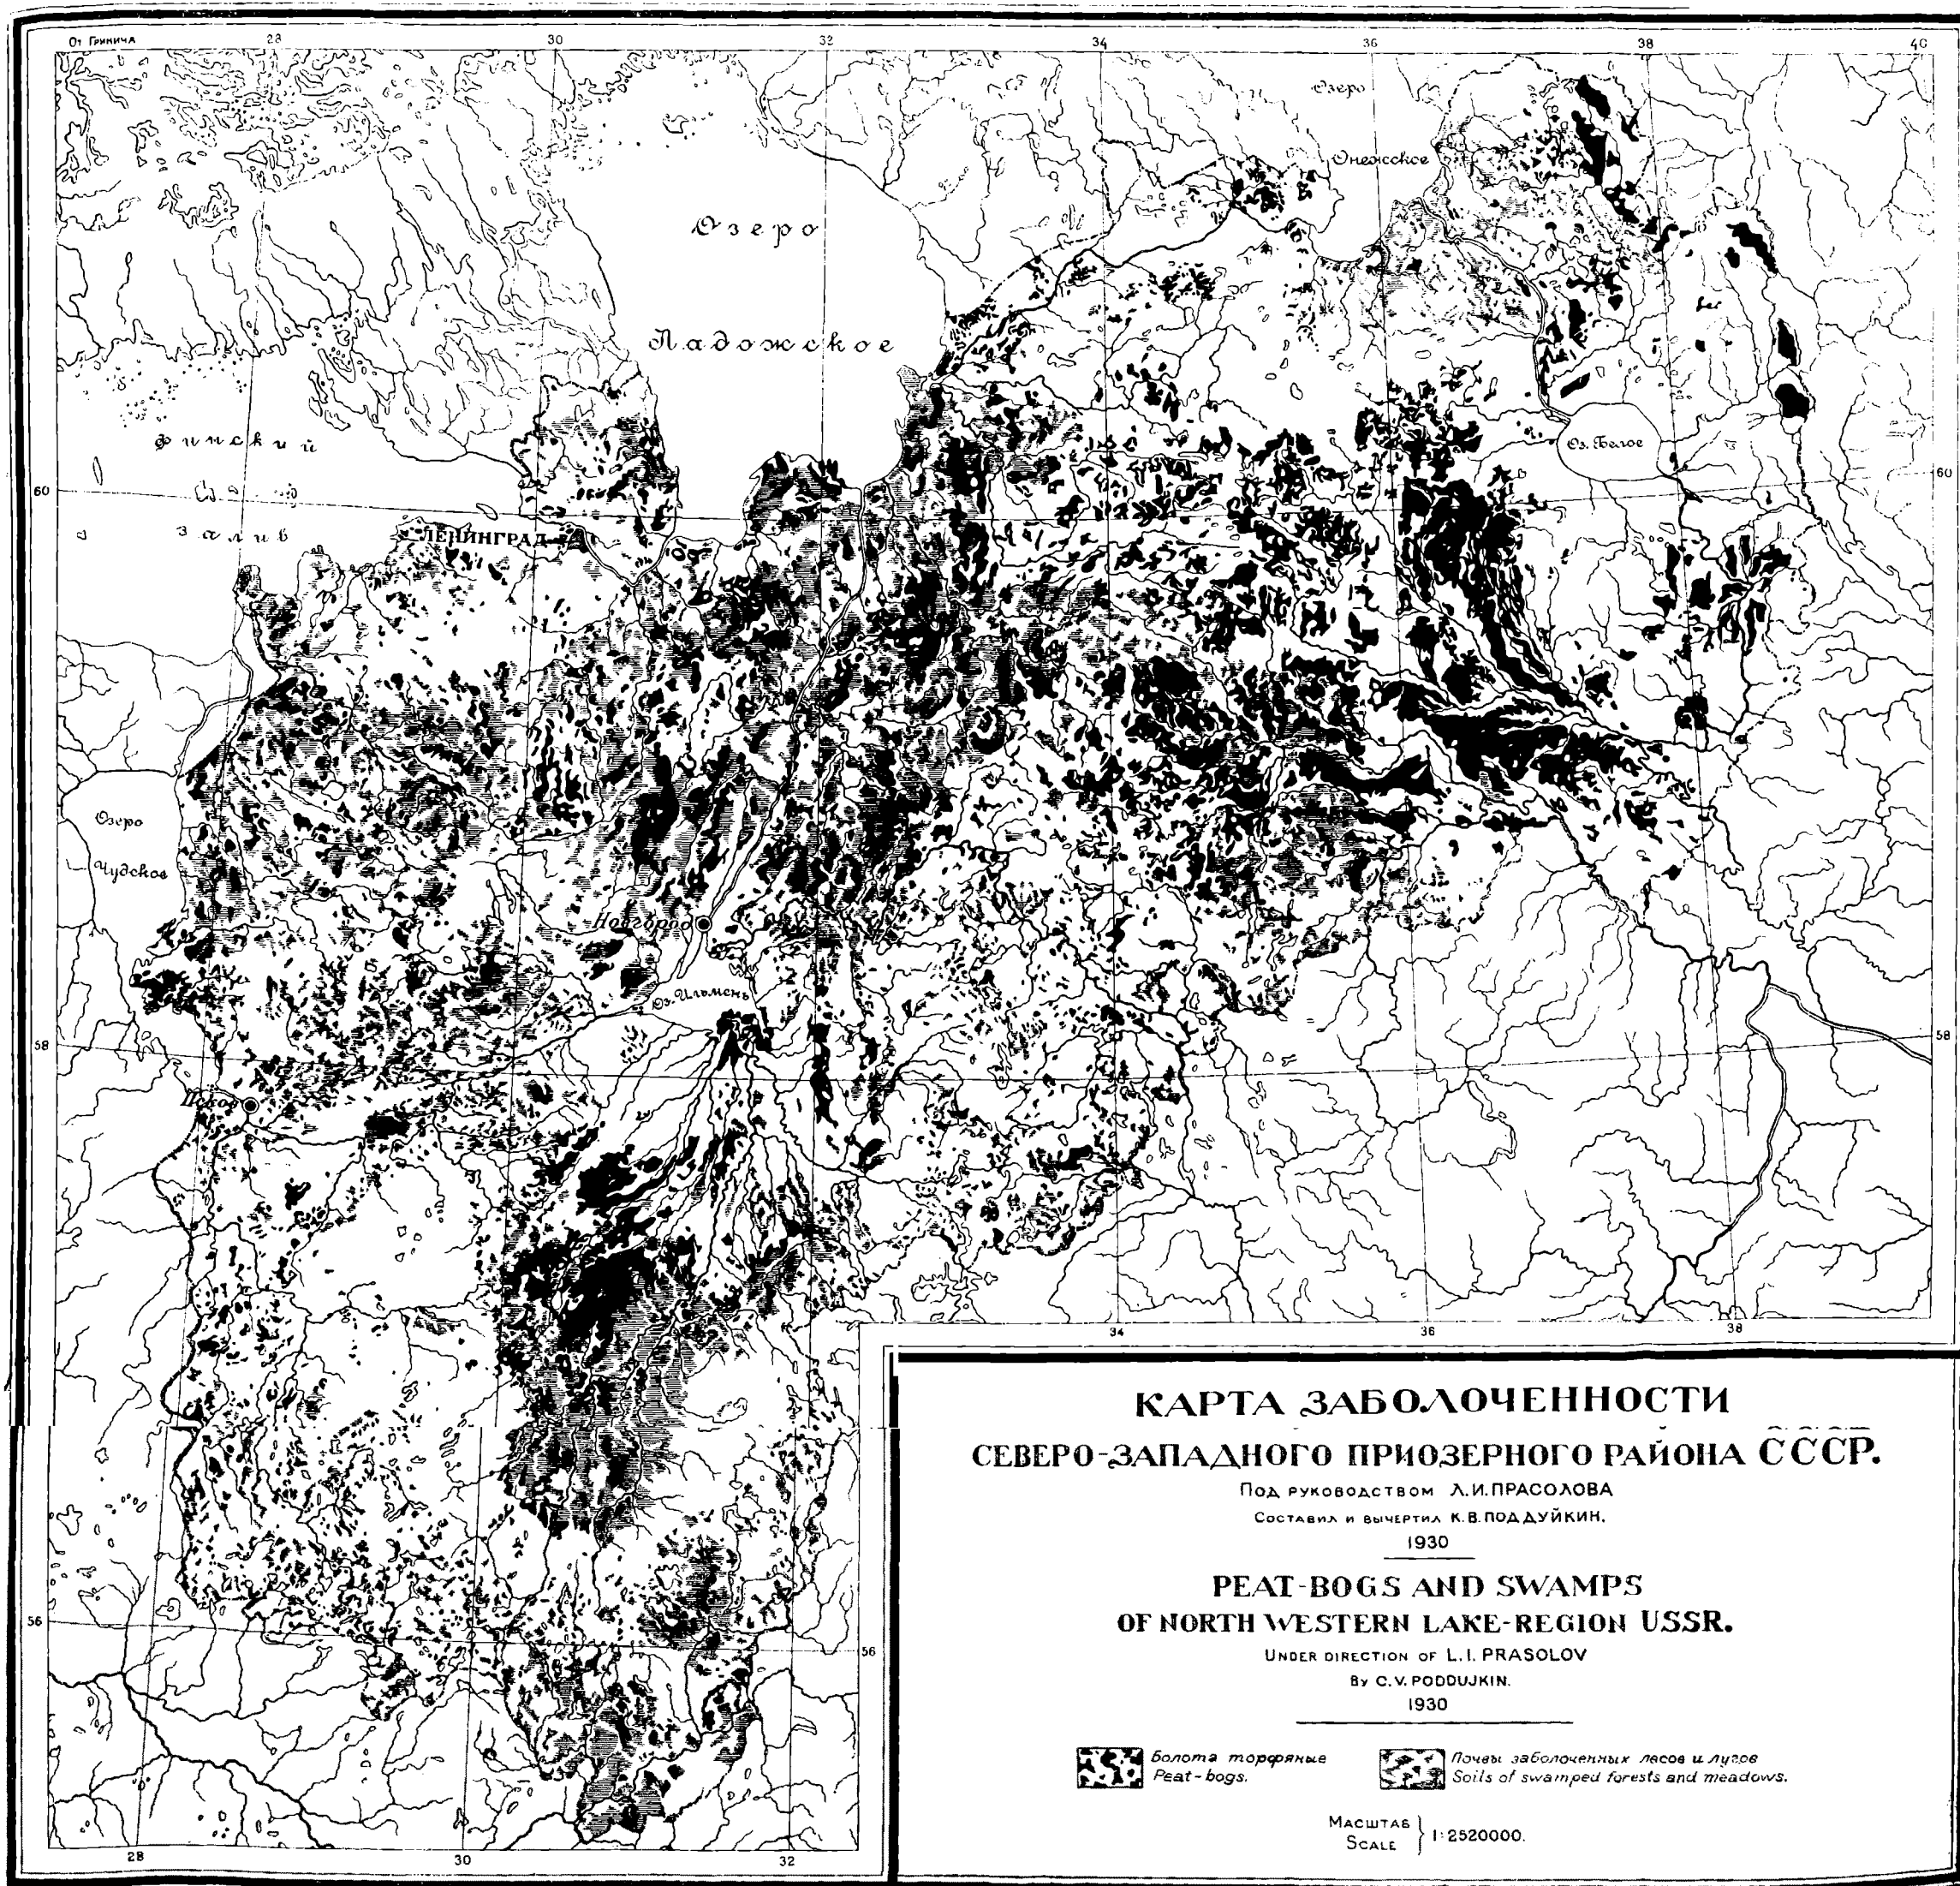 От Гринича
28 30 32 34 36 38 40
Озеро
Онежское
Озеро
Ладожское
Финский
залив
Оз. Белое
60 60
ЛЕНИНГРАД
Озеро
Чудское
Новгород
Оз. Ильмень
58 58
Псков
34 36 38
56 56
28 30 32
КАРТА ЗАБОЛОЧЕННОСТИ
СЕВЕРО-ЗАПАДНОГО ПРИОЗЕРНОГО РАЙОНА СССР.
Под руководством Л.И.ПРАСОЛОВА
Составил и вычертил К.В.ПОДДУЙКИН.
1930
PEAT-BOGS AND SWAMPS
OF NORTH WESTERN LAKE-REGION USSR.
Under direction of L.I. PRASOLOV
By C.V. PODDUJKIN.
1930
Болота торфяные
Peat-bogs.
Почвы заболоченных лесов и лугов
Soils of swamped forests and meadows.
Масштаб
Scale } 1:2520000.